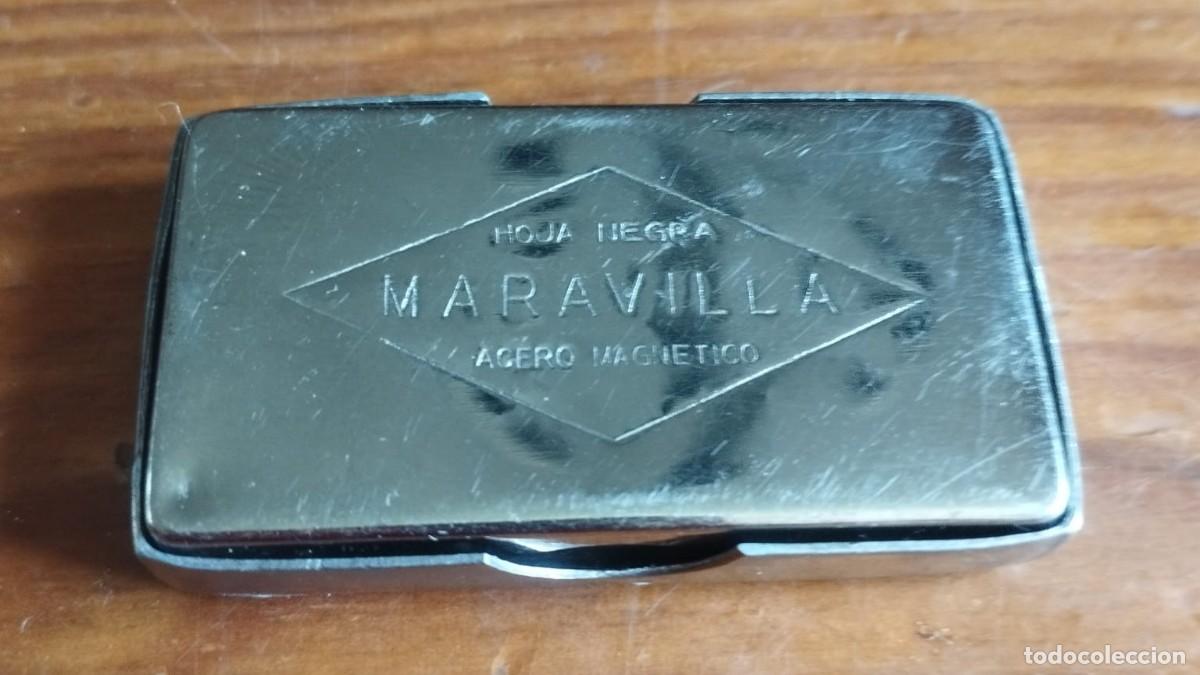 HOJA NEGRA
MARAVILLA
ACERO MAGNETICO
todocoleccion